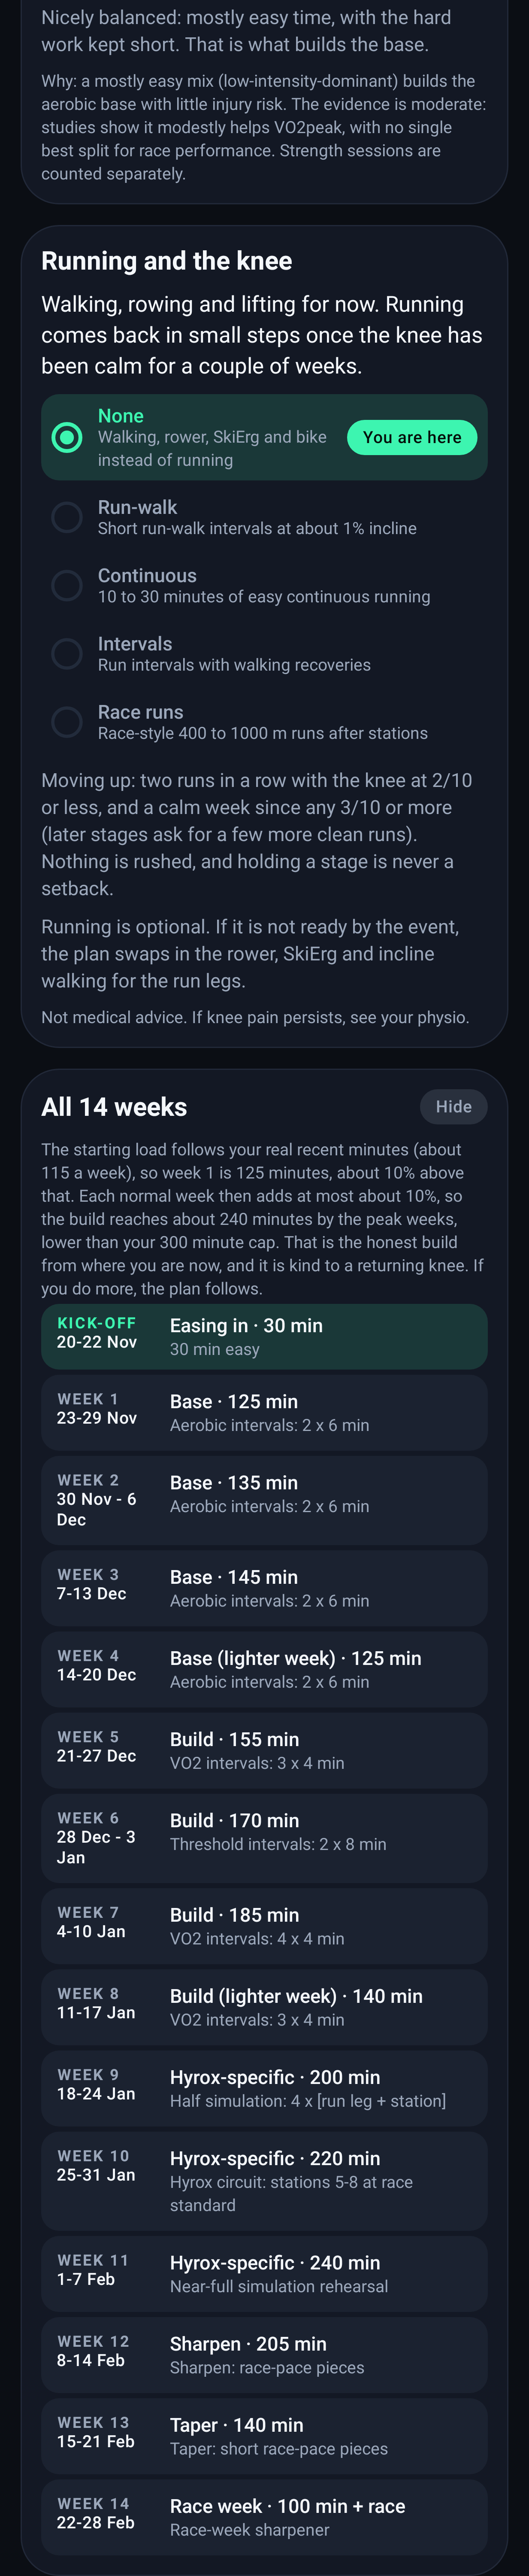 Nicely balanced: mostly easy time, with the hard
work kept short. That is what builds the base.
Why: a mostly easy mix (low-intensity-dominant) builds the
aerobic base with little injury risk. The evidence is moderate:
studies show it modestly helps VO2peak, with no single
best split for race performance. Strength sessions are
counted separately.
Running and the knee
Walking, rowing and lifting for now. Running
comes back in small steps once the knee has
been calm for a couple of weeks.
None
Walking, rower, SkiErg and bike
instead of running
You are here
Run-walk
Short run-walk intervals at about 1% incline
Continuous
10 to 30 minutes of easy continuous running
Intervals
Run intervals with walking recoveries
Race runs
Race-style 400 to 1000 m runs after stations
Moving up: two runs in a row with the knee at 2/10
or less, and a calm week since any 3/10 or more
(later stages ask for a few more clean runs).
Nothing is rushed, and holding a stage is never a
setback.
Running is optional. If it is not ready by the event,
the plan swaps in the rower, SkiErg and incline
walking for the run legs.
Not medical advice. If knee pain persists, see your physio.
All 14 weeks
Hide
The starting load follows your real recent minutes (about
115 a week), so week 1 is 125 minutes, about 10% above
that. Each normal week then adds at most about 10%, so
the build reaches about 240 minutes by the peak weeks,
lower than your 300 minute cap. That is the honest build
from where you are now, and it is kind to a returning knee. If
you do more, the plan follows.
KICK-OFF
20-22 Nov
Easing in · 30 min
30 min easy
WEEK 1
23-29 Nov
Base · 125 min
Aerobic intervals: 2 x 6 min
WEEK 2
30 Nov - 6
Dec
Base · 135 min
Aerobic intervals: 2 x 6 min
WEEK 3
7-13 Dec
Base · 145 min
Aerobic intervals: 2 x 6 min
WEEK 4
14-20 Dec
Base (lighter week) · 125 min
Aerobic intervals: 2 x 6 min
WEEK 5
21-27 Dec
Build · 155 min
VO2 intervals: 3 x 4 min
WEEK 6
28 Dec - 3
Jan
Build · 170 min
Threshold intervals: 2 x 8 min
WEEK 7
4-10 Jan
Build · 185 min
VO2 intervals: 4 x 4 min
WEEK 8
11-17 Jan
Build (lighter week) · 140 min
VO2 intervals: 3 x 4 min
WEEK 9
18-24 Jan
Hyrox-specific · 200 min
Half simulation: 4 x [run leg + station]
WEEK 10
25-31 Jan
Hyrox-specific · 220 min
Hyrox circuit: stations 5-8 at race
standard
WEEK 11
1-7 Feb
Hyrox-specific · 240 min
Near-full simulation rehearsal
WEEK 12
8-14 Feb
Sharpen · 205 min
Sharpen: race-pace pieces
WEEK 13
15-21 Feb
Taper · 140 min
Taper: short race-pace pieces
WEEK 14
22-28 Feb
Race week · 100 min + race
Race-week sharpener